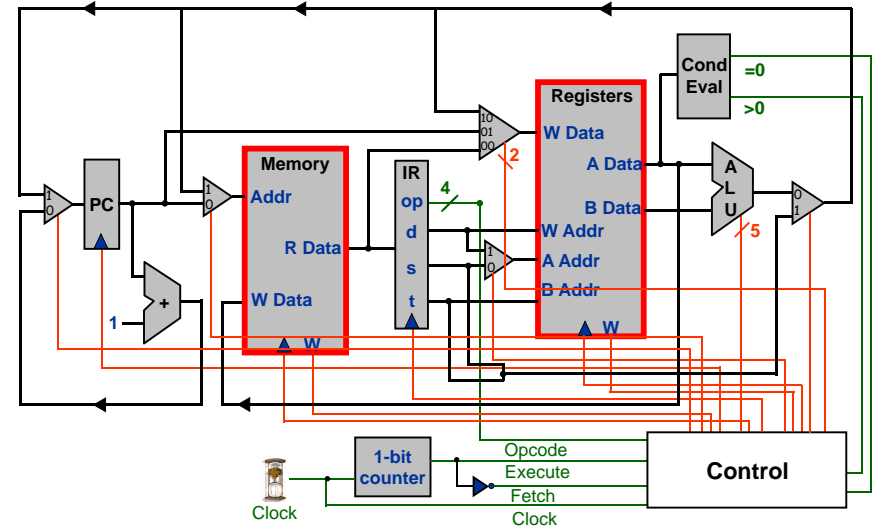 Cond
Eval
=0
>0
Registers
10
01
00
W Data
2
A Data
A
L
U
B Data
5
0
1
W Addr
A Addr
B Addr
W
Memory
Addr
R Data
W Data
W
IR
op
4
d
s
t
1
0
1
0
PC
1
0
+
1
1-bit
counter
Clock
Opcode
Execute
Fetch
Clock
Control